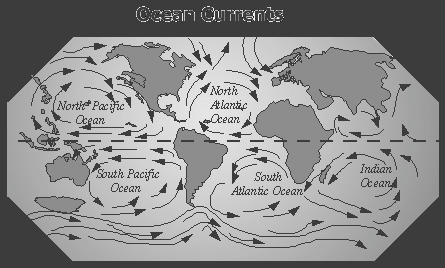 Ocean Currents
North Pacific
Ocean
North
Atlantic
Ocean
South Pacific
Ocean
South
Atlantic Ocean
Indian
Ocean